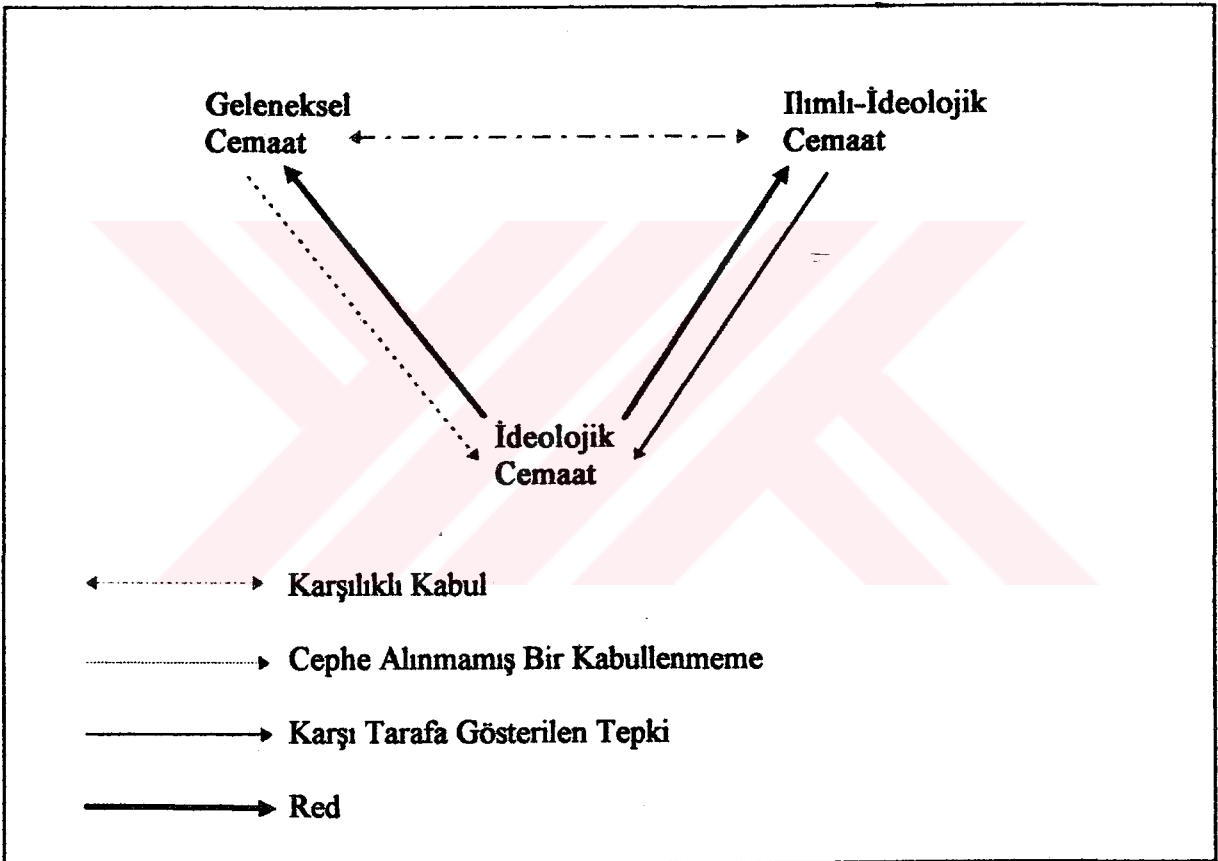 Geleneksel
Cemaat
Ilımlı-İdeolojik
Cemaat
İdeolojik
Cemaat
Karşılıklı Kabul
Cephe Alınmamış Bir Kabullenmeme
Karşı Tarafa Gösterilen Tepki
Red